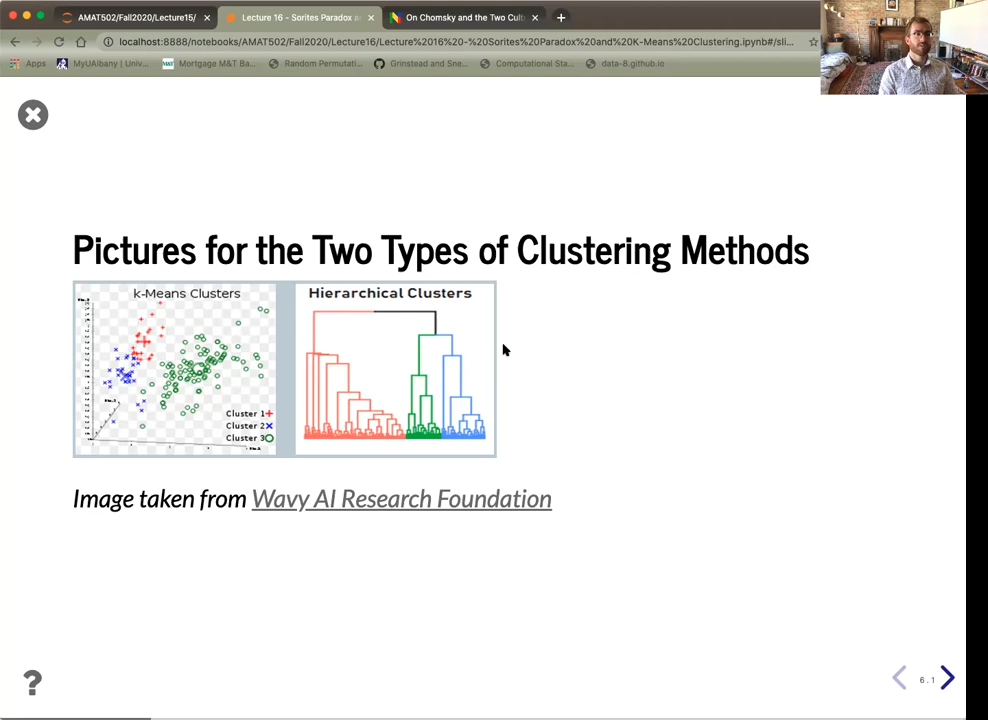 AMAT502/Fall2020/Lecture15/
Lecture 16 - Sorites Paradox a
On Chomsky and the Two Cult
localhost:8888/notebooks/AMAT502/Fall2020/Lecture16/Lecture%2016%20-%20Sorites%20Paradox%20and%20K-Means%20Clustering.ipynb#/sli...
Apps
MyUAlbany | Univ...
M&T
Mortgage M&T Ba...
Random Permutati...
Grinstead and Sne...
Computational Sta...
data-8.github.io
Pictures for the Two Types of Clustering Methods
k-Means Clusters
Cluster 1
Cluster 2
Cluster 3
Hierarchical Clusters
Image taken from Wavy AI Research Foundation
?
6.1